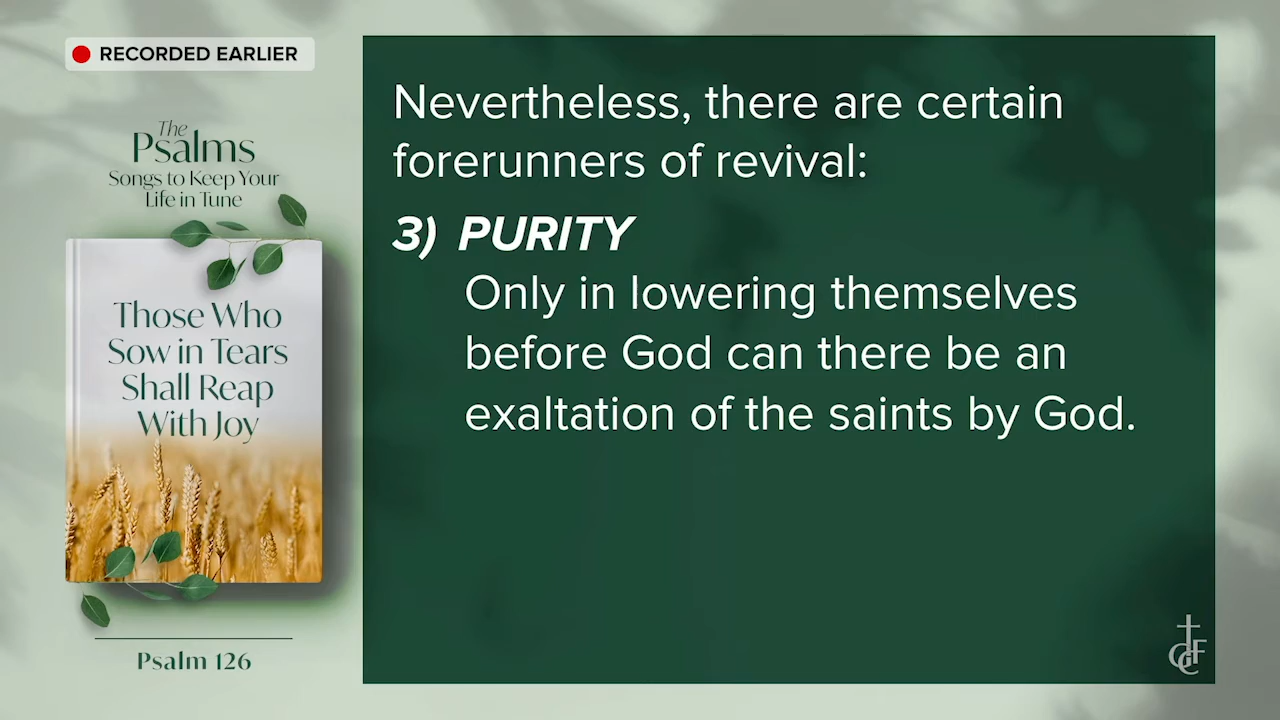 RECORDED EARLIER
The
Psalms
Songs to Keep Your
Life in Tune
Those Who
Sow in Tears
Shall Reap
With Joy
Psalm 126
Nevertheless, there are certain
forerunners of revival:
3) PURITY
Only in lowering themselves
before God can there be an
exaltation of the saints by God.
GCF